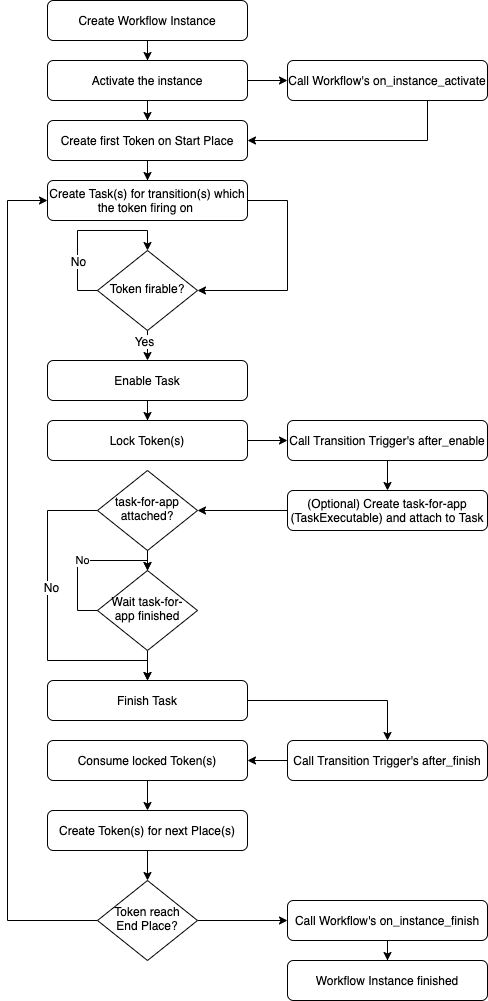 Create Workflow Instance
Activate the instance
Call Workflow's on_instance_activate
Create first Token on Start Place
Create Task(s) for transition(s) which
the token firing on
No
Token firable?
Yes
Enable Task
Lock Token(s)
Call Transition Trigger's after_enable
task-for-app
attached?
(Optional) Create task-for-app
(TaskExecutable) and attach to Task
No
No
Wait task-for-
app finished
Finish Task
Consume locked Token(s)
Call Transition Trigger's after_finish
Create Token(s) for next Place(s)
Token reach
End Place?
Call Workflow's on_instance_finish
Workflow Instance finished